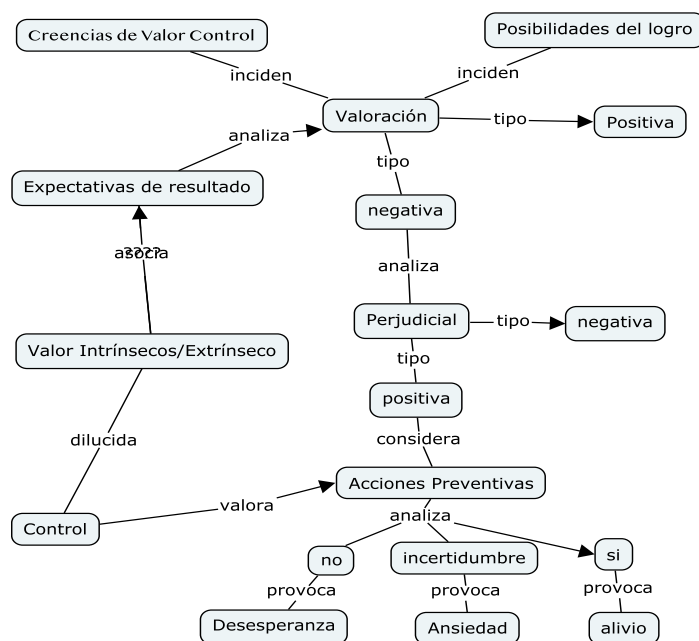 Creencias de Valor Control
Posibilidades del logro
inciden
inciden
Valoración
tipo
Positiva
analiza
tipo
Expectativas de resultado
negativa
asocia
????
analiza
Perjudicial
tipo
negativa
Valor Intrínsecos/Extrínseco
tipo
positiva
dilucida
considera
Acciones Preventivas
valora
analiza
Control
no
incertidumbre
si
provoca
provoca
provoca
Desesperanza
Ansiedad
alivio